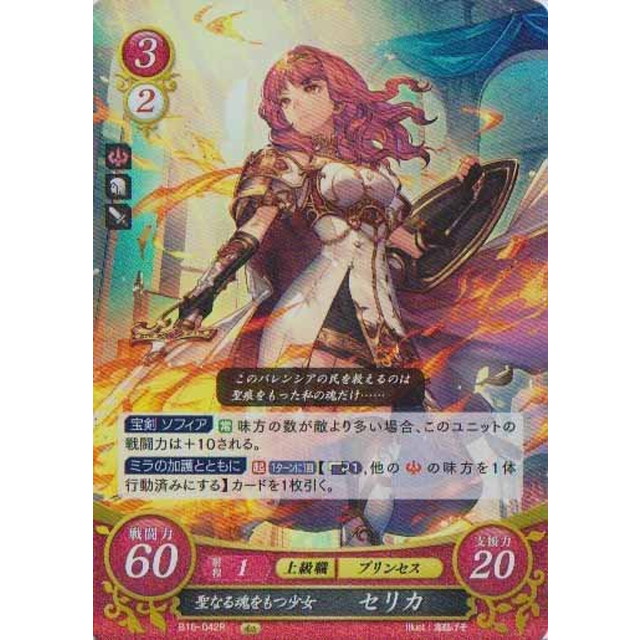 3
2
このバレンシアの民を救えるのは
聖痕をもった私の魂だけ……
宝剣 ソフィア 常 味方の数が敵より多い場合、このユニットの
戦闘力は+10される。
ミラの加護とともに 起 1ターンに1回【1,他の の味方を1体
行動済みにする】カードを1枚引く。
戦闘力
60
射程 1
上級職
プリンセス
支援力
20
聖なる魂をもつ少女 セリカ
B16-042R